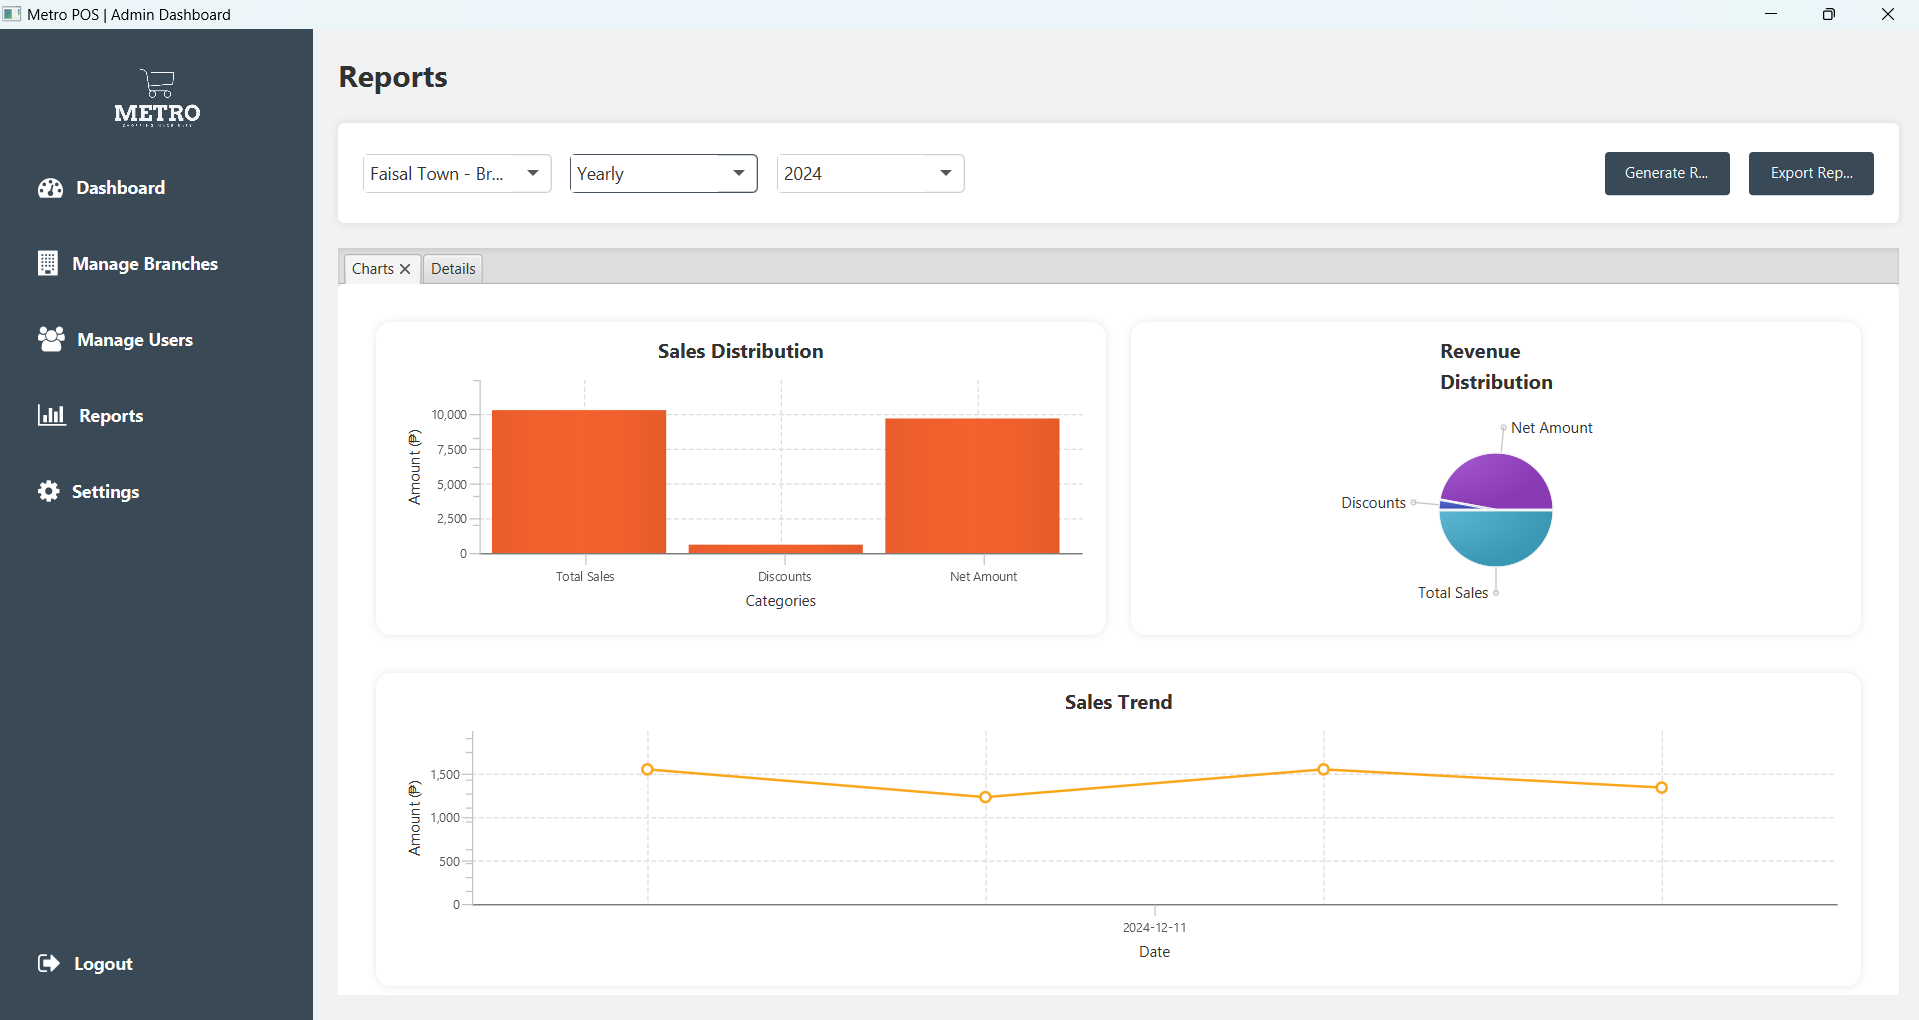 Metro POS | Admin Dashboard
METRO
Dashboard
Manage Branches
Manage Users
Reports
Settings
Logout
Reports
Faisal Town - Br...
Yearly
2024
Generate R...
Export Rep...
Charts
Details
Sales Distribution
Amount (₱)
10,000
7,500
5,000
2,500
0
Total Sales
Discounts
Net Amount
Categories
Revenue
Distribution
Net Amount
Discounts
Total Sales
Sales Trend
Amount (₱)
1,500
1,000
500
0
2024-12-11
Date